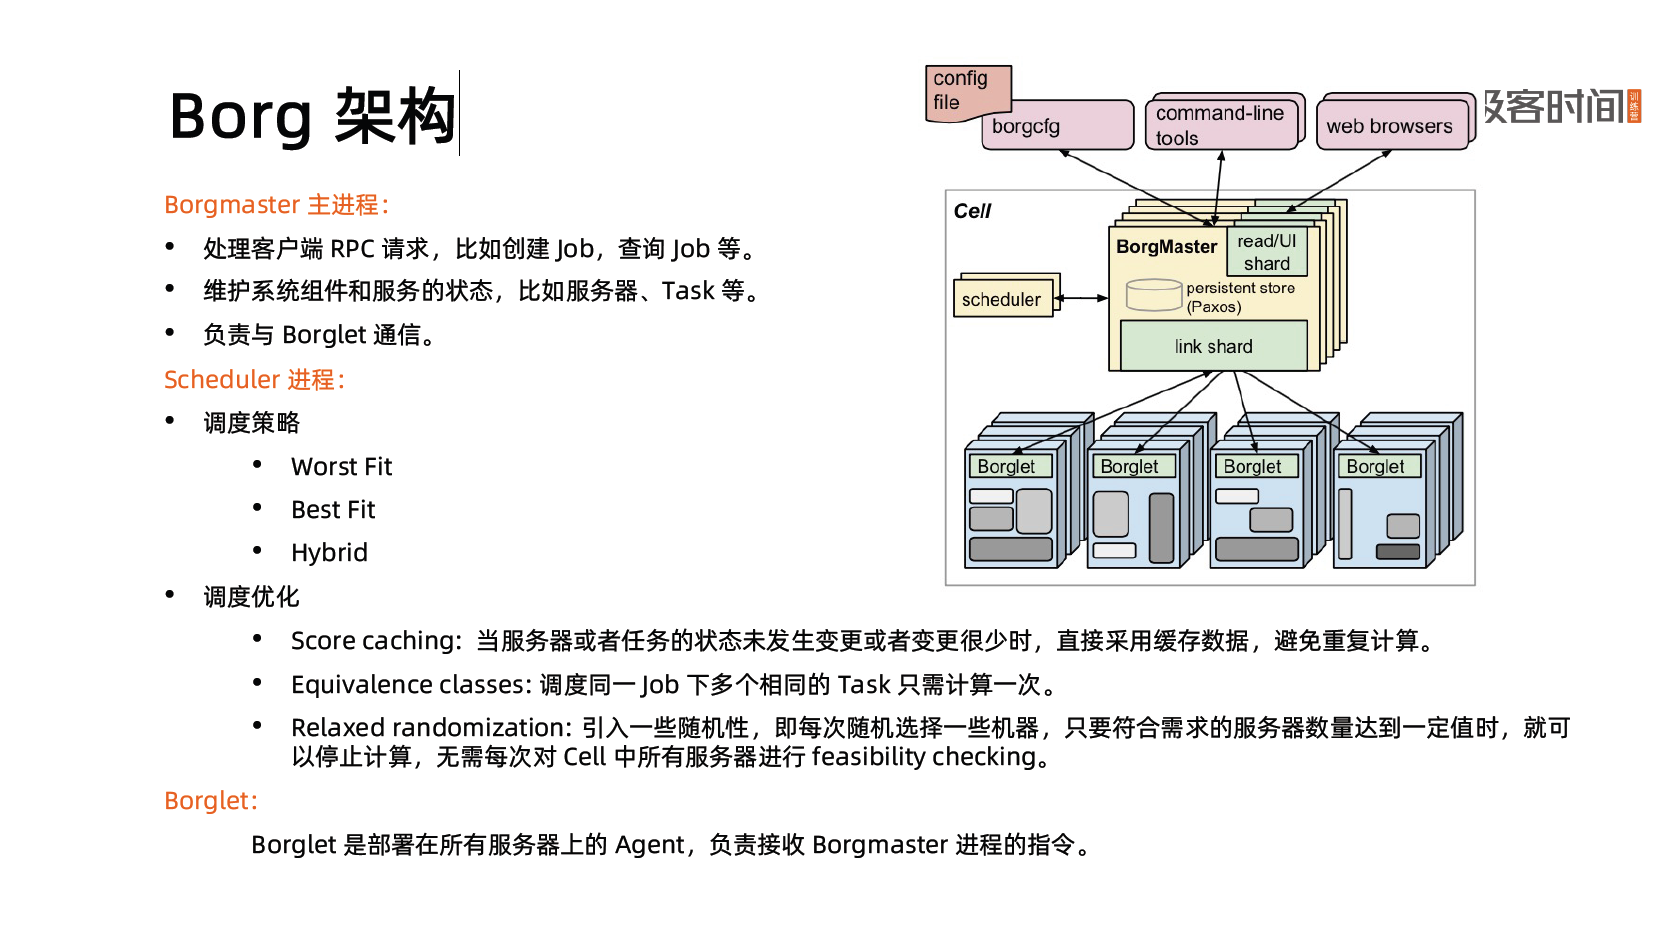 Borg 架构
config
file
borgcfg
command-line
tools
web browsers
极客时间
训练营
Borgmaster 主进程：
• 处理客户端 RPC 请求，比如创建 Job，查询 Job 等。
• 维护系统组件和服务的状态，比如服务器、Task 等。
• 负责与 Borglet 通信。
Scheduler 进程：
• 调度策略
• Worst Fit
• Best Fit
• Hybrid
• 调度优化
Cell
BorgMaster
read/UI
shard
scheduler
persistent store
(Paxos)
link shard
Borglet
Borglet
Borglet
Borglet
• Score caching: 当服务器或者任务的状态未发生变更或者变更很少时，直接采用缓存数据，避免重复计算。
• Equivalence classes: 调度同一 Job 下多个相同的 Task 只需计算一次。
• Relaxed randomization: 引入一些随机性，即每次随机选择一些机器，只要符合需求的服务器数量达到一定值时，就可
以停止计算，无需每次对 Cell 中所有服务器进行 feasibility checking。
Borglet：
Borglet 是部署在所有服务器上的 Agent，负责接收 Borgmaster 进程的指令。